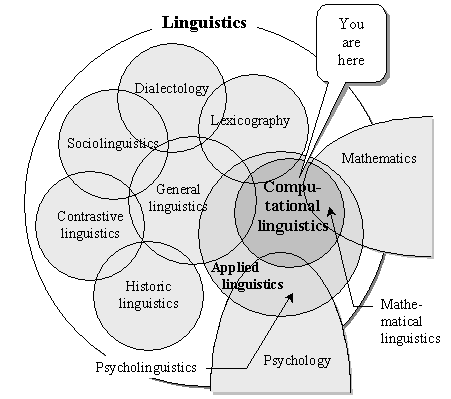 Linguistics
You
are
here
Dialectology
Lexicography
Sociolinguistics
Mathematics
General
linguistics
Compu-
tational
linguistics
Contrastive
linguistics
Applied
linguistics
Historic
linguistics
Mathe-
matical
linguistics
Psycholinguistics
Psychology